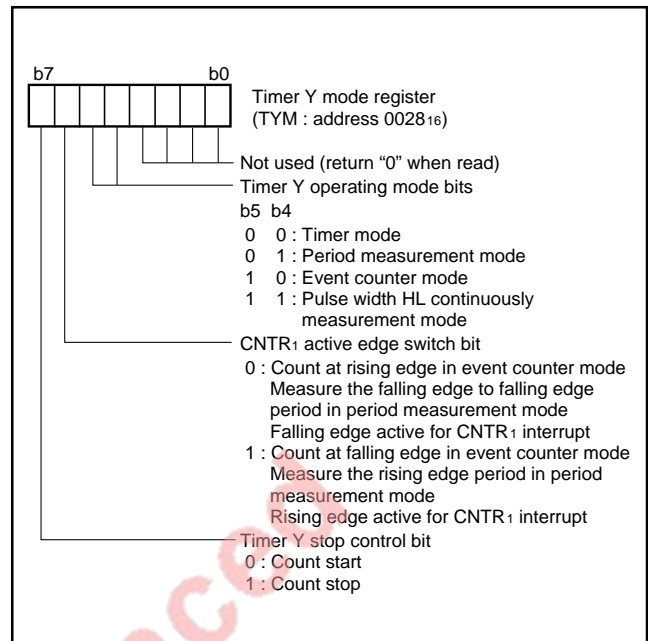 b7 b0
Timer Y mode register
(TYM : address 002816)
Not used (return “0” when read)
Timer Y operating mode bits
b5 b4
0 0 : Timer mode
0 1 : Period measurement mode
1 0 : Event counter mode
1 1 : Pulse width HL continuously
measurement mode
CNTR1 active edge switch bit
0 : Count at rising edge in event counter mode
Measure the falling edge to falling edge
period in period measurement mode
Falling edge active for CNTR1 interrupt
1 : Count at falling edge in event counter mode
Measure the rising edge period in period
measurement mode
Rising edge active for CNTR1 interrupt
Timer Y stop control bit
0 : Count start
1 : Count stop